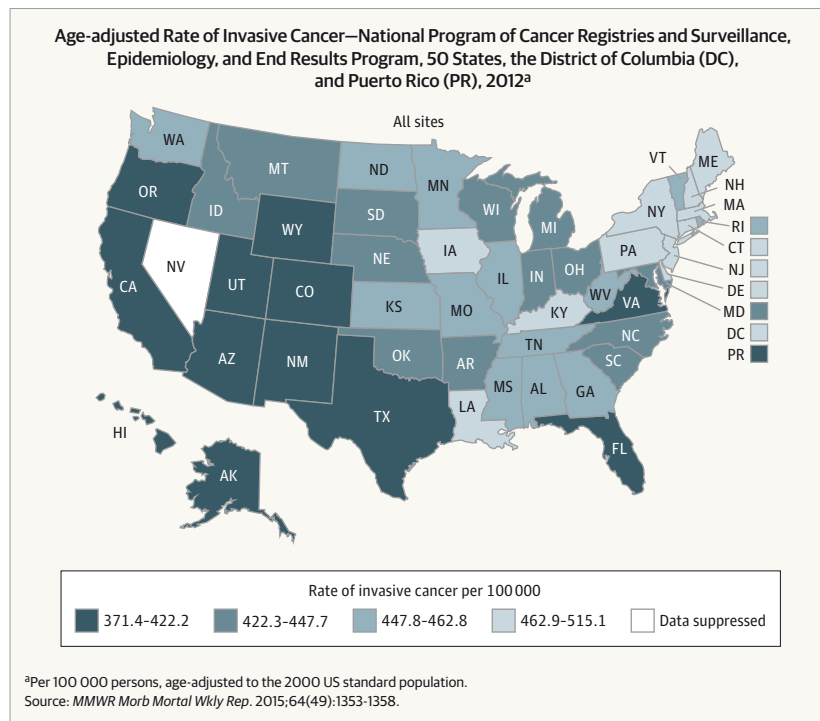 Age-adjusted Rate of Invasive Cancer—National Program of Cancer Registries and Surveillance,
Epidemiology, and End Results Program, 50 States, the District of Columbia (DC),
and Puerto Rico (PR), 2012ᵃ
All sites
WA
MT
ND
MN
VT
ME
OR
ID
SD
WI
MI
NY
NH
MA
RI
WY
NE
IA
PA
CT
NV
UT
CO
KS
MO
IL
IN
OH
WV
VA
NJ
DE
MD
CA
KY
DC
AZ
NM
OK
AR
TN
NC
SC
PR
TX
LA
MS
AL
GA
HI
AK
FL
Rate of invasive cancer per 100 000
371.4-422.2
422.3-447.7
447.8-462.8
462.9-515.1
Data suppressed
ᵃPer 100 000 persons, age-adjusted to the 2000 US standard population.
Source: MMWR Morb Mortal Wkly Rep. 2015;64(49):1353-1358.